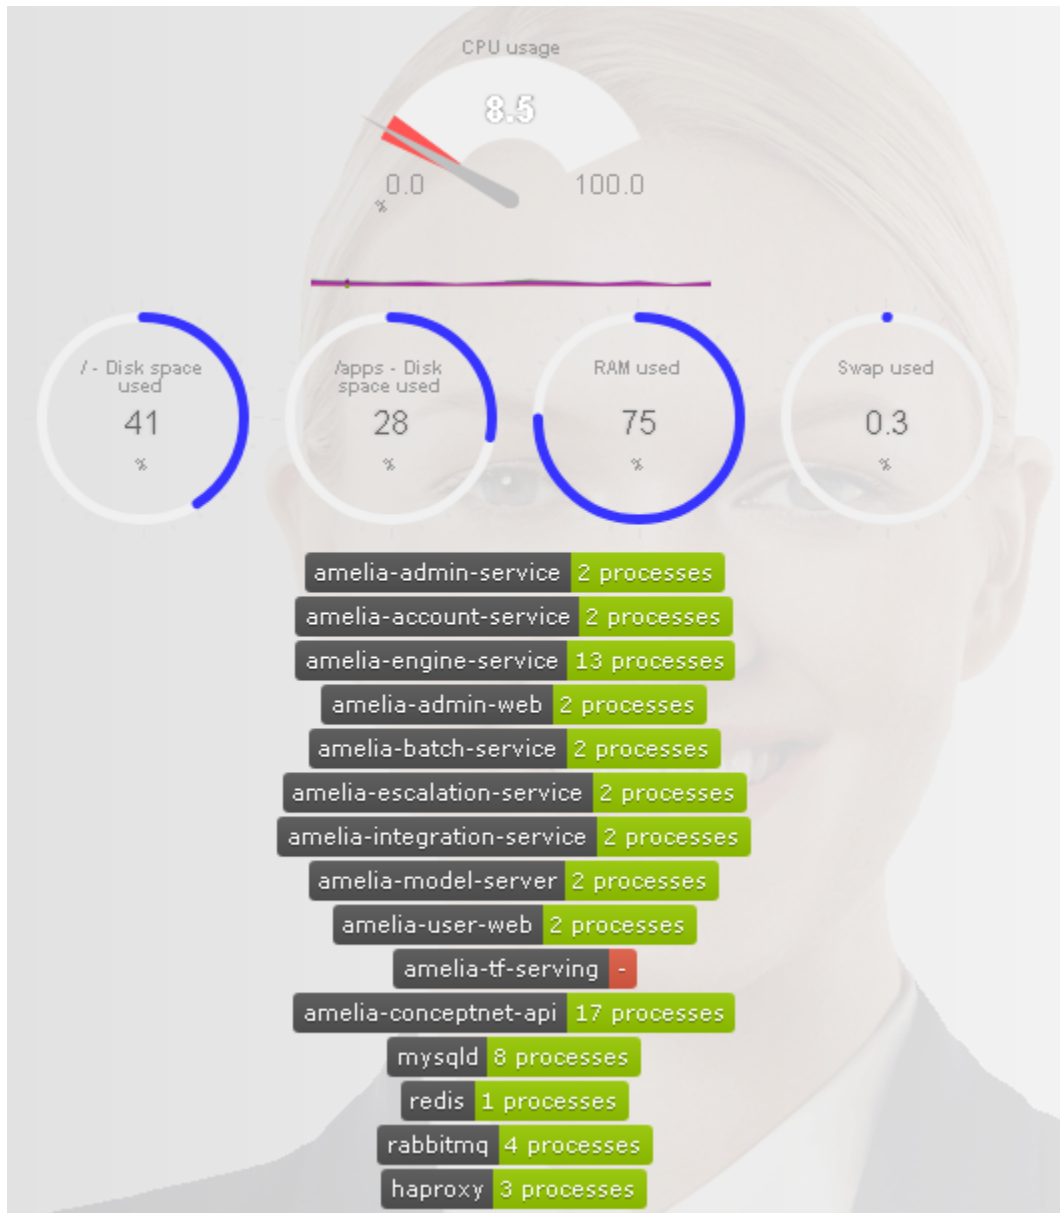 CPU usage
8.5
0.0
100.0
%
/ - Disk space
used
41
%
/apps - Disk
space used
28
%
RAM used
75
%
Swap used
0.3
%
amelia-admin-service 2 processes
amelia-account-service 2 processes
amelia-engine-service 13 processes
amelia-admin-web 2 processes
amelia-batch-service 2 processes
amelia-escalation-service 2 processes
amelia-integration-service 2 processes
amelia-model-server 2 processes
amelia-user-web 2 processes
amelia-tf-serving -
amelia-conceptnet-api 17 processes
mysqld 8 processes
redis 1 processes
rabbitmq 4 processes
haproxy 3 processes